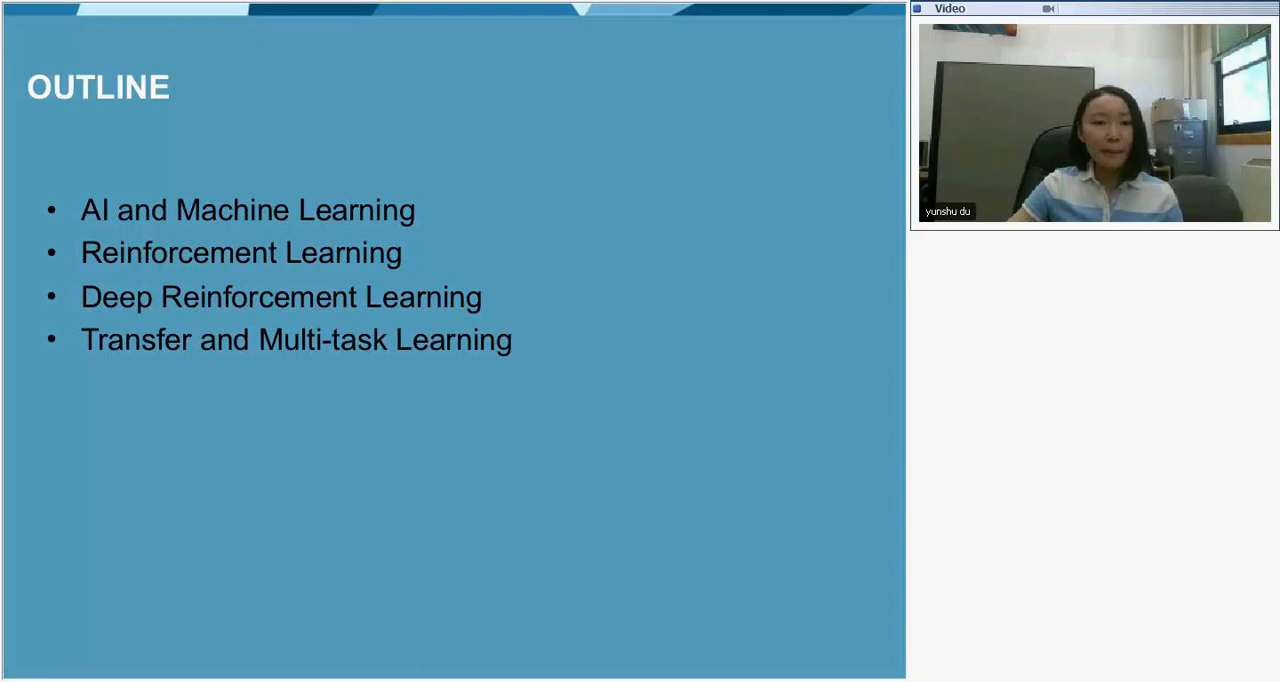 OUTLINE
• AI and Machine Learning
• Reinforcement Learning
• Deep Reinforcement Learning
• Transfer and Multi-task Learning
Video
yunshu du